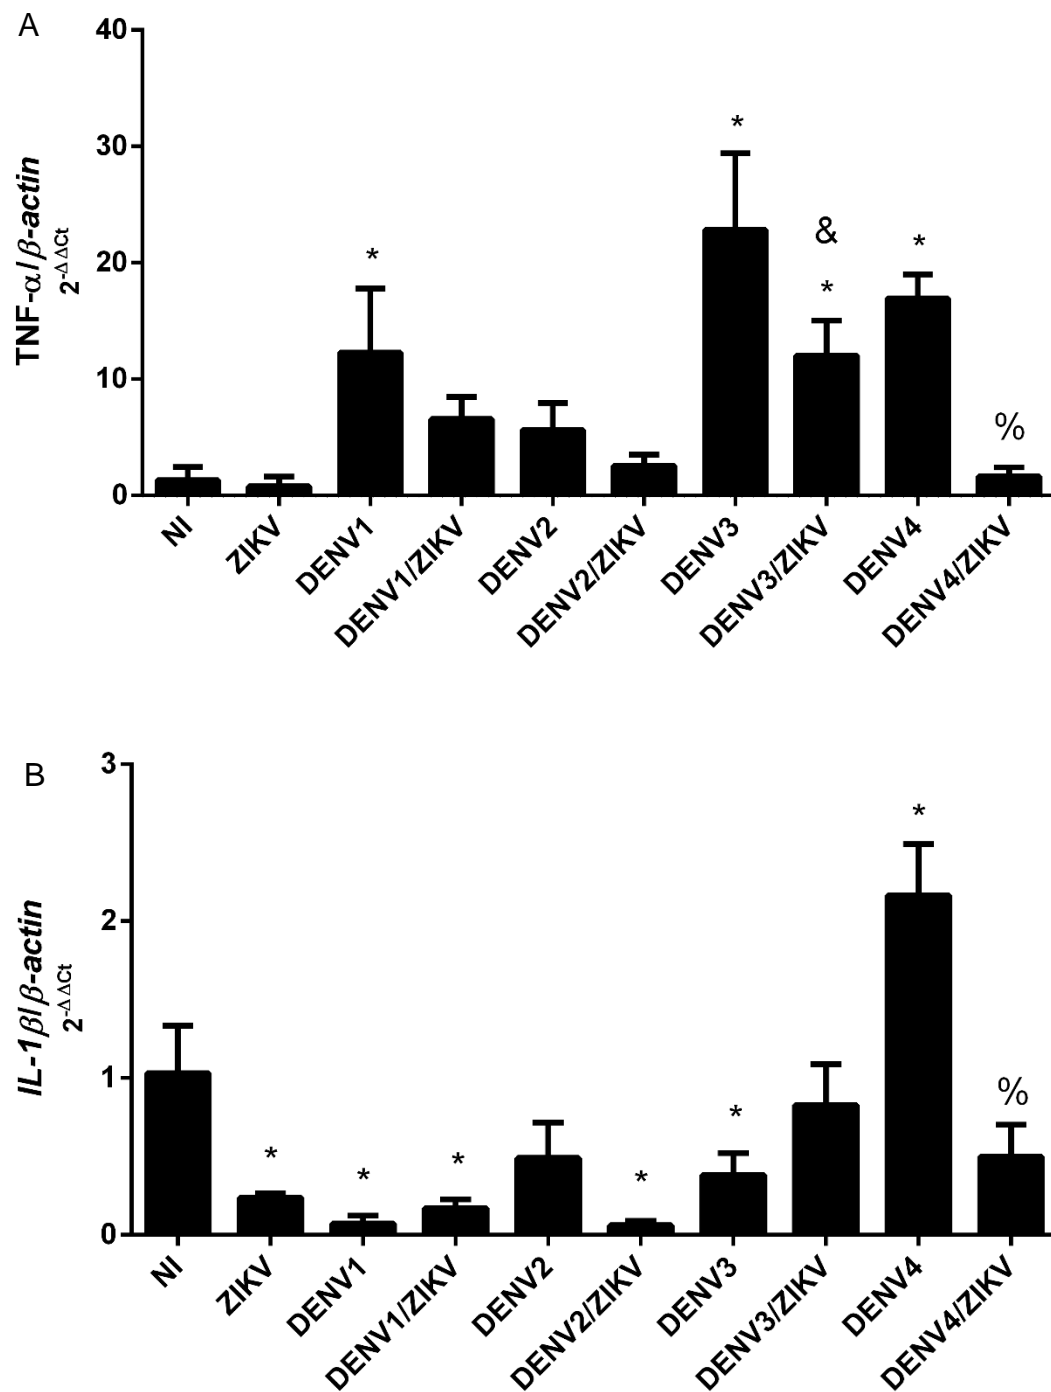 A
40
30
20
10
0
TNF-α/β-actin
2-ΔΔCt
*
*
&
*
*
%
NI
ZIKV
DENV1
DENV1/ZIKV
DENV2
DENV2/ZIKV
DENV3
DENV3/ZIKV
DENV4
DENV4/ZIKV
B
3
2
1
0
IL-1β/β-actin
2-ΔΔCt
*
*
*
*
*
*
%
NI
ZIKV
DENV1
DENV1/ZIKV
DENV2
DENV2/ZIKV
DENV3
DENV3/ZIKV
DENV4
DENV4/ZIKV